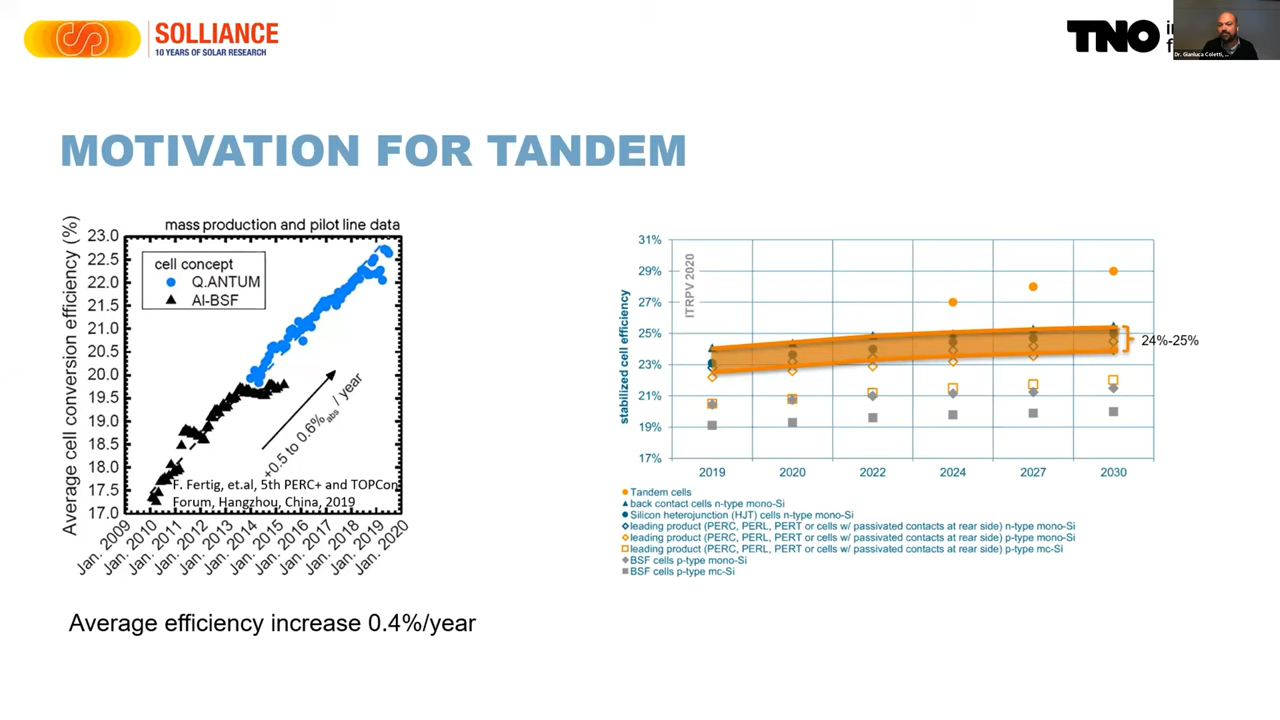 SOLLIANCE
10 YEARS OF SOLAR RESEARCH
TNO
Dr. Gianluca Coletti, ...
MOTIVATION FOR TANDEM
mass production and pilot line data
Average cell conversion efficiency (%)
23.0
22.5
22.0
21.5
21.0
20.5
20.0
19.5
19.0
18.5
18.0
17.5
17.0
cell concept
Q.ANTUM
Al-BSF
+0.5 to 0.6%abs / year
F. Fertig, et.al, 5th PERC+ and TOPCon
Forum, Hangzhou, China, 2019
Jan. 2009
Jan. 2010
Jan. 2011
Jan. 2012
Jan. 2013
Jan. 2014
Jan. 2015
Jan. 2016
Jan. 2017
Jan. 2018
Jan. 2019
Jan. 2020
Average efficiency increase 0.4%/year
stabilized cell efficiency
31%
29%
27%
25%
23%
21%
19%
17%
ITRPV 2020
24%-25%
2019 2020 2022 2024 2027 2030
Tandem cells
back contact cells n-type mono-Si
Silicon heterojunction (HJT) cells n-type mono-Si
leading product (PERC, PERL, PERT or cells w/ passivated contacts at rear side) n-type mono-Si
leading product (PERC, PERL, PERT or cells w/ passivated contacts at rear side) p-type mono-Si
leading product (PERC, PERL, PERT or cells w/ passivated contacts at rear side) p-type mc-Si
BSF cells p-type mono-Si
BSF cells p-type mc-Si